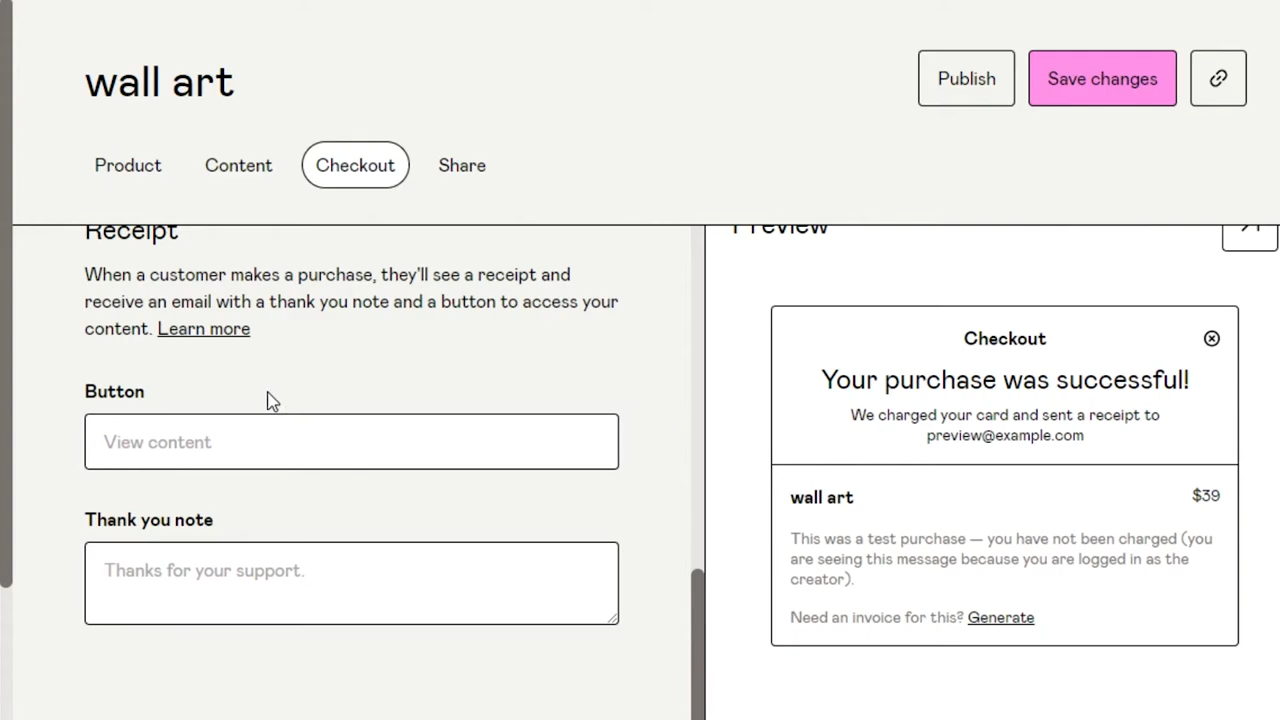 wall art
Publish
Save changes
Product
Content
Checkout
Share
Receipt
Preview
When a customer makes a purchase, they'll see a receipt and
receive an email with a thank you note and a button to access your
content. Learn more
Button
View content
Thank you note
Thanks for your support.
Checkout
Your purchase was successful!
We charged your card and sent a receipt to
preview@example.com
wall art
$39
This was a test purchase — you have not been charged (you
are seeing this message because you are logged in as the
creator).
Need an invoice for this? Generate